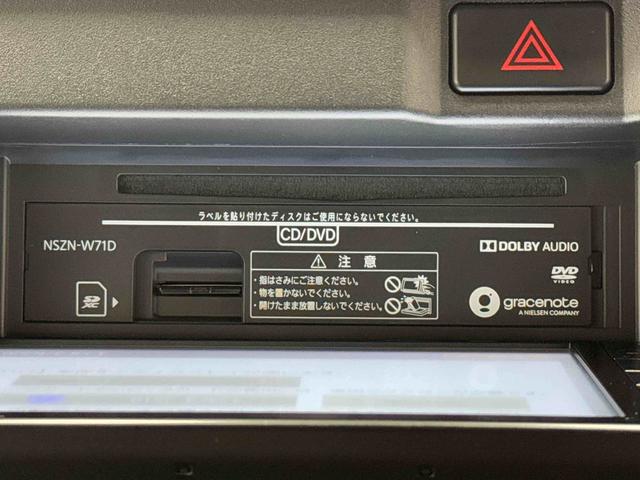 ラベルを貼り付けたディスクはご使用にならないでください。
CD/DVD
NSZN-W71D
DOLBY AUDIO
注意
・指はさみにご注意ください。
・物を置かないでください。
・開けたまま放置しないでください。
DVD
VIDEO
SD
XC
gracenote
A NIELSEN COMPANY